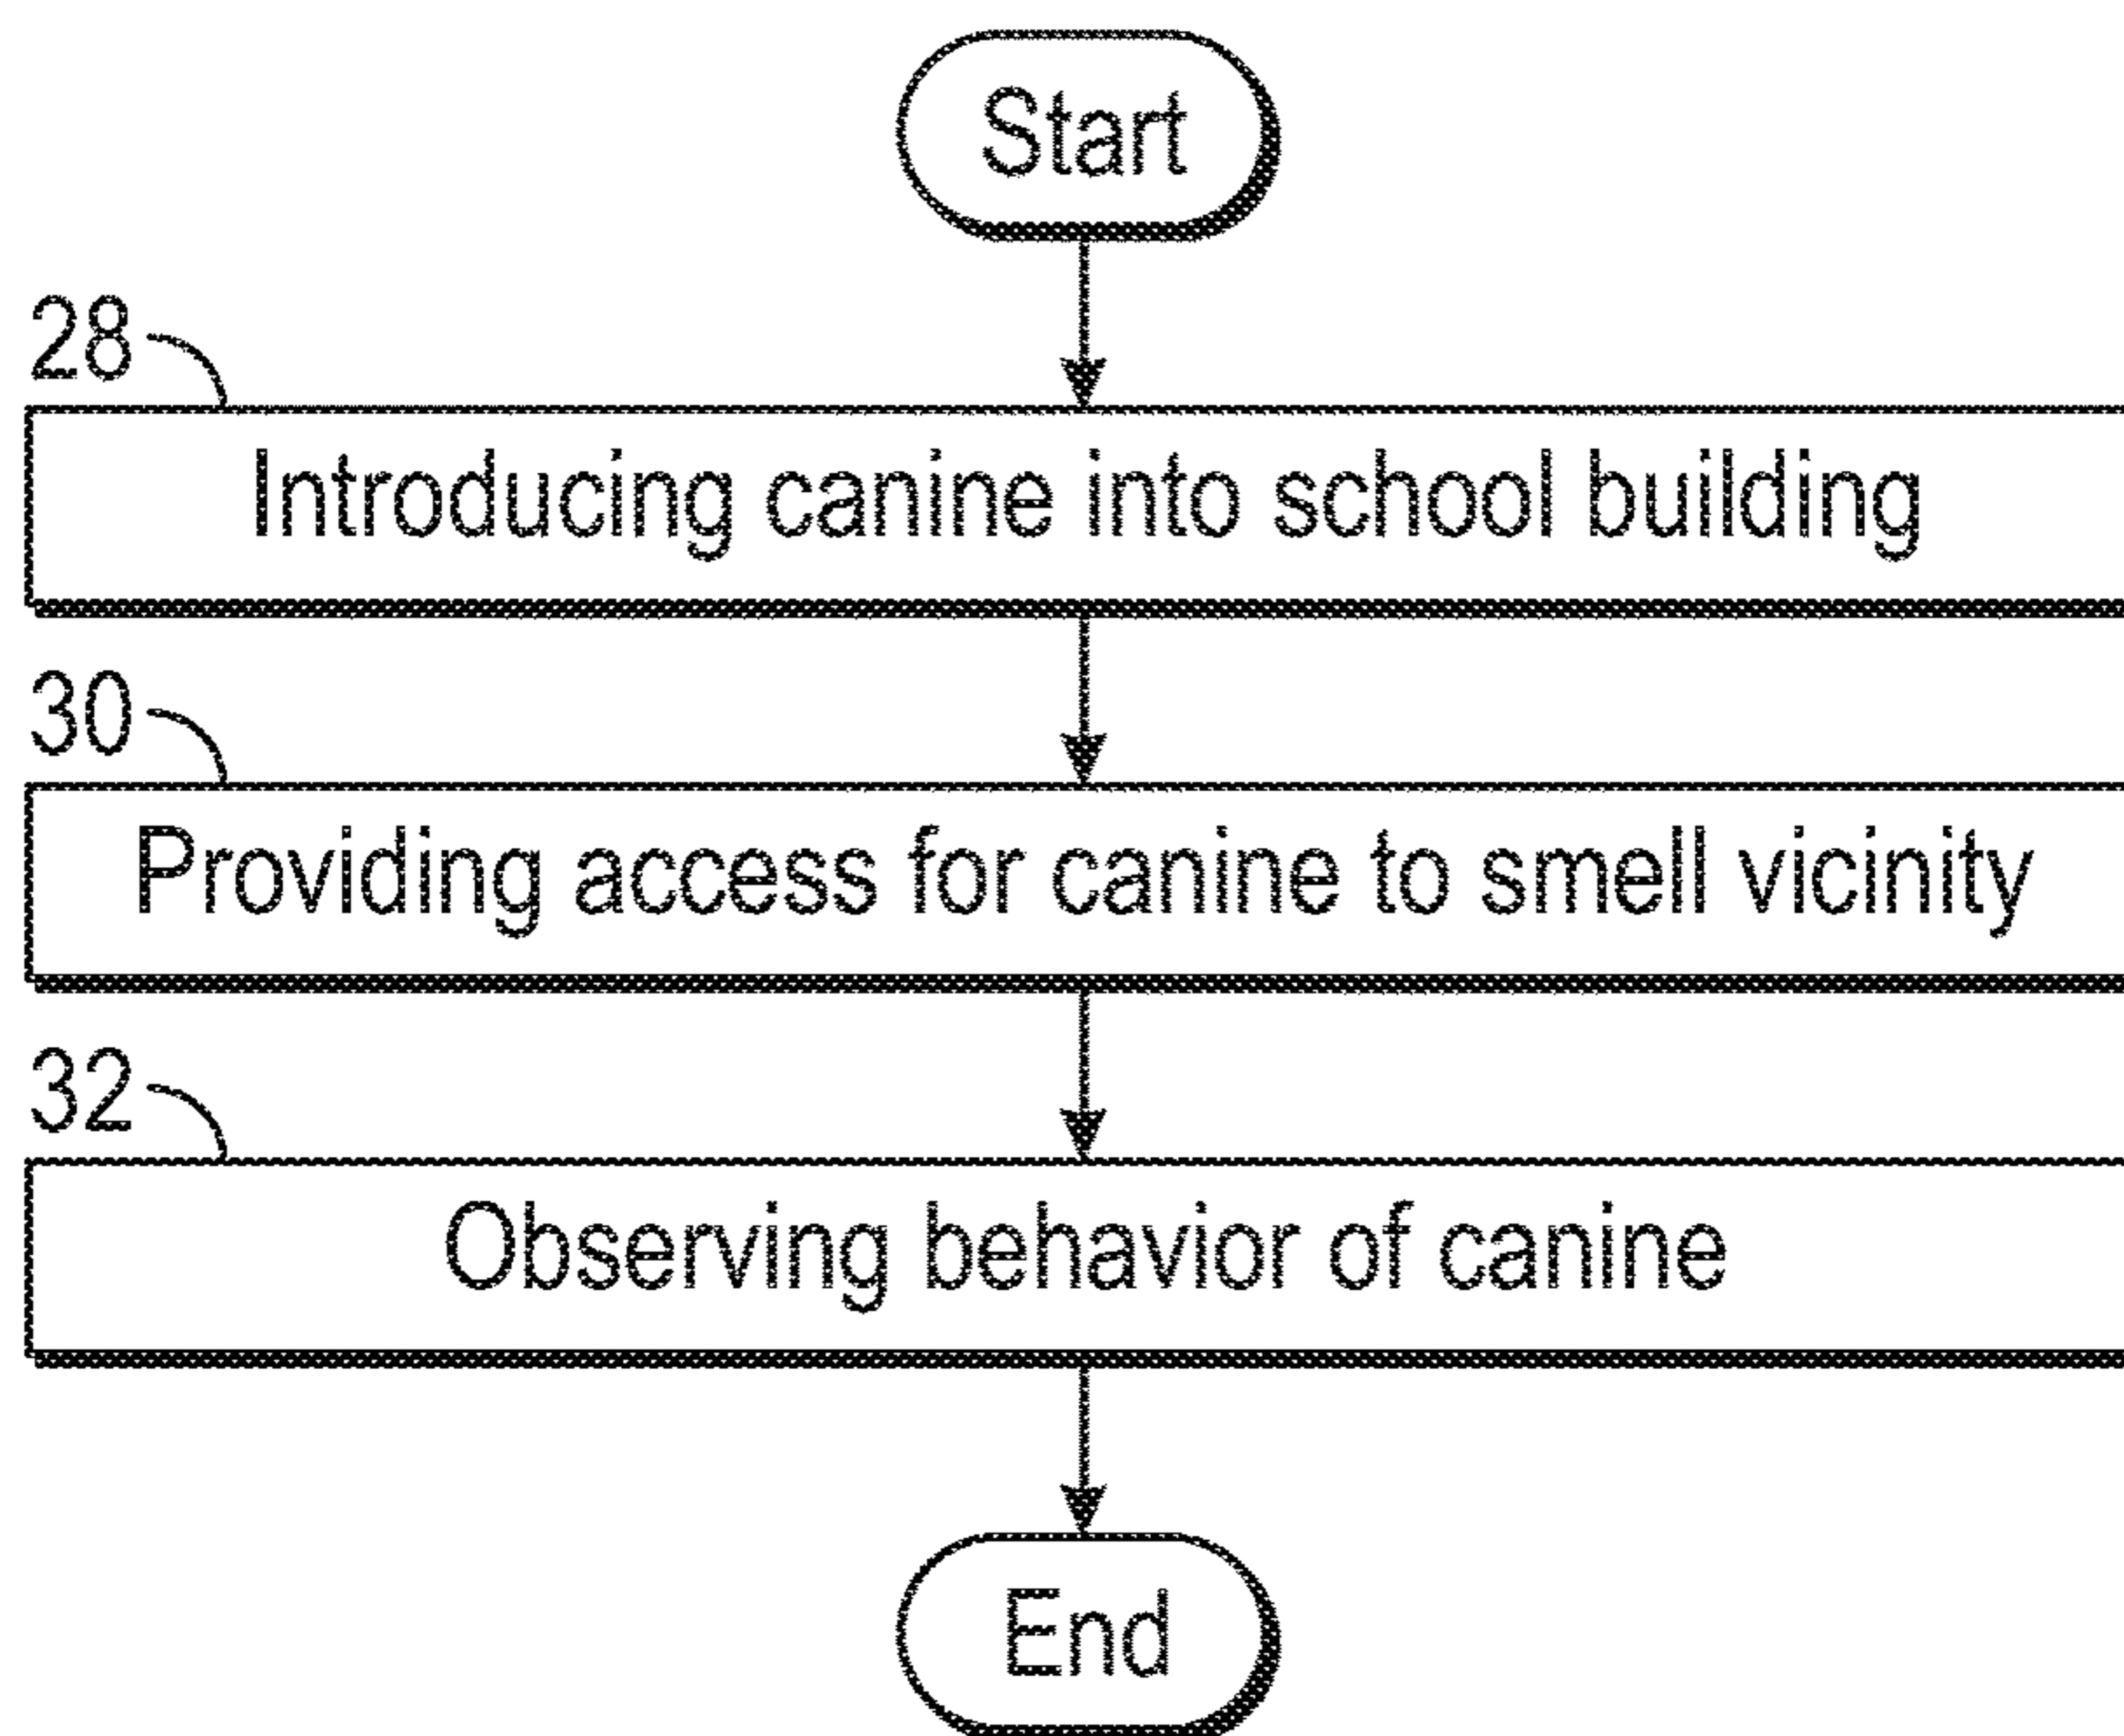 Start
28
Introducing canine into school building
30
Providing access for canine to smell vicinity
32
Observing behavior of canine
End